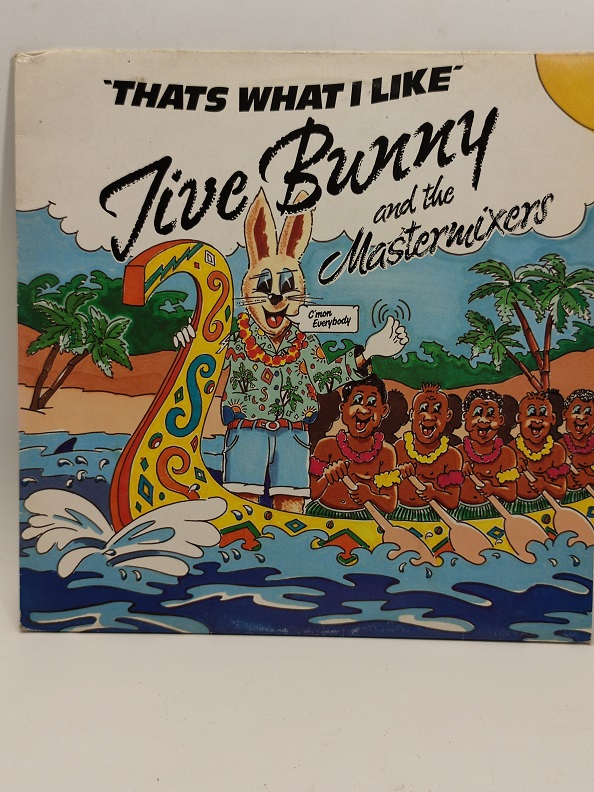 "THATS WHAT I LIKE"
Jive Bunny
and the
Mastermixers
C'mon
Everybody